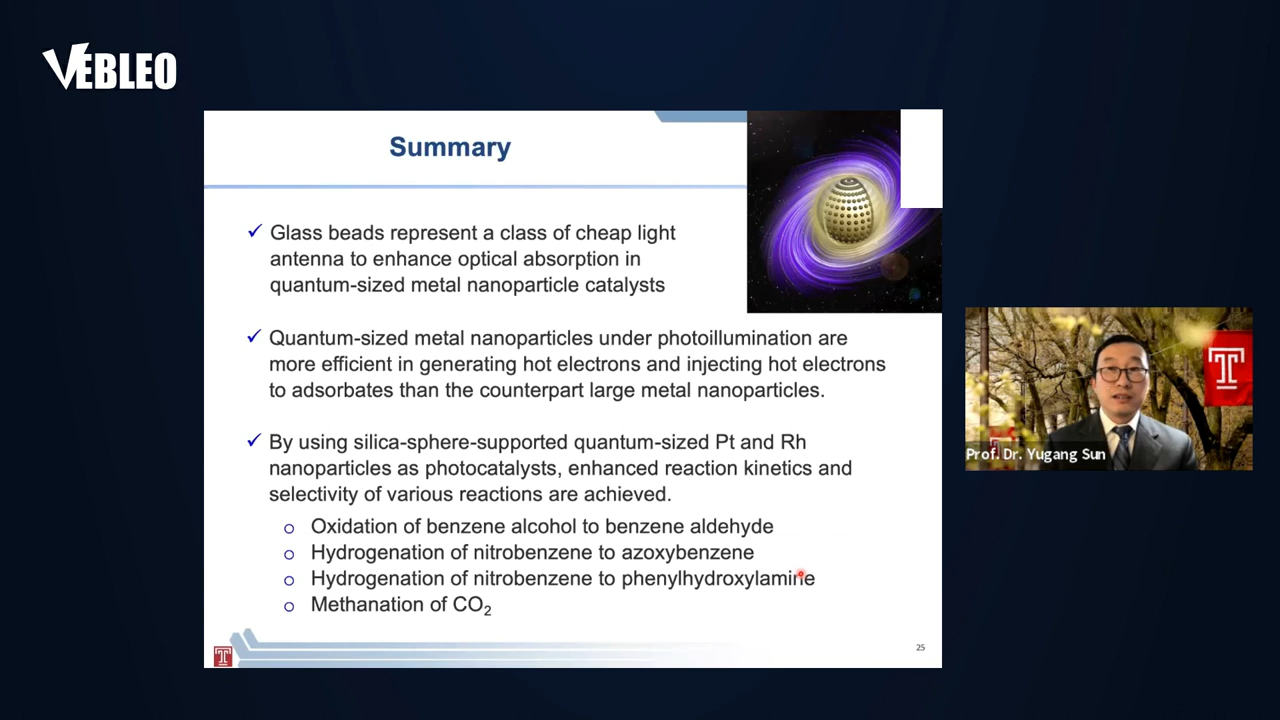 VEBLEO
Summary
✓ Glass beads represent a class of cheap light
antenna to enhance optical absorption in
quantum-sized metal nanoparticle catalysts
✓ Quantum-sized metal nanoparticles under photoillumination are
more efficient in generating hot electrons and injecting hot electrons
to adsorbates than the counterpart large metal nanoparticles.
✓ By using silica-sphere-supported quantum-sized Pt and Rh
nanoparticles as photocatalysts, enhanced reaction kinetics and
selectivity of various reactions are achieved.
o Oxidation of benzene alcohol to benzene aldehyde
o Hydrogenation of nitrobenzene to azoxybenzene
o Hydrogenation of nitrobenzene to phenylhydroxylamine
o Methanation of CO₂
25
T
T
Prof. Dr. Yugang Sun